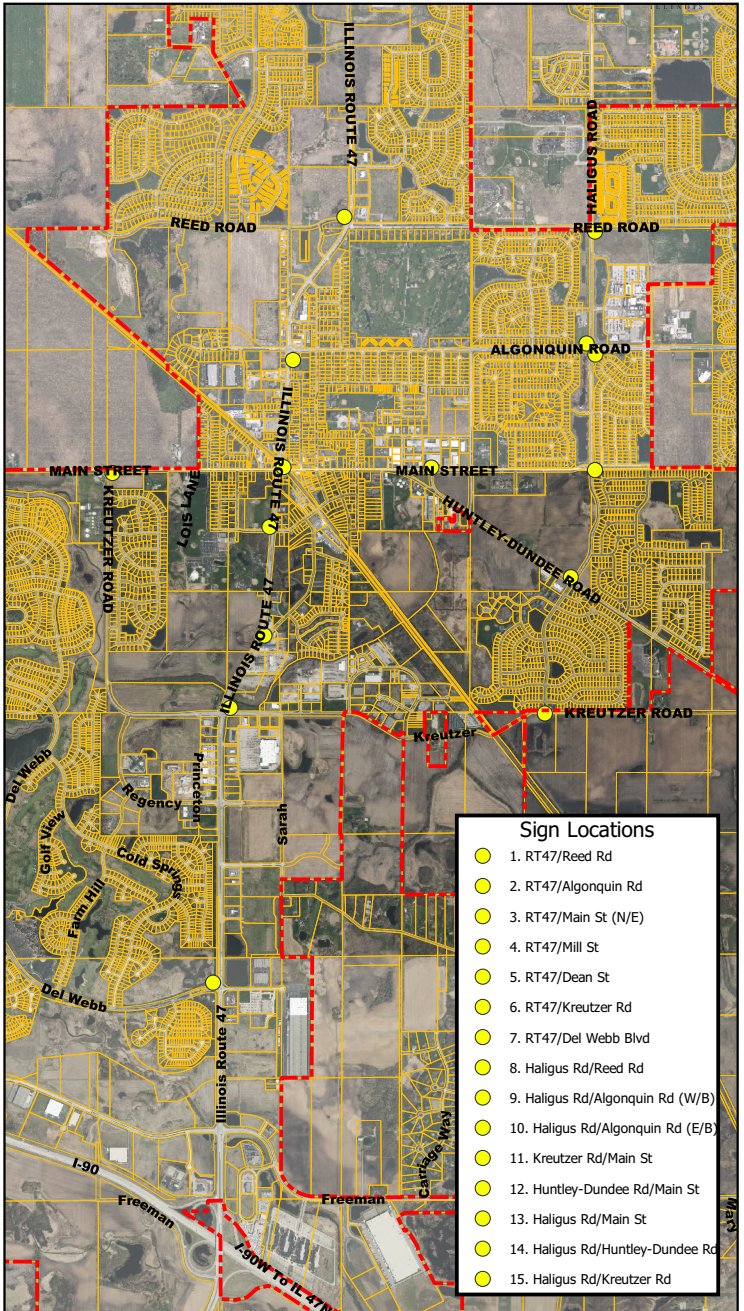 ILLINOIS
ILLINOIS ROUTE 47
HALIGUS ROAD
REED ROAD
REED ROAD
ALGONQUIN ROAD
ILLINOIS ROUTE 47
MAIN STREET
MAIN STREET
LOIS LANE
KREUTZER ROAD
HUNTLEY-DUNDEE ROAD
ILLINOIS ROUTE 47
KREUTZER ROAD
Kreutzer
Del Webb
Princeton
Regency
Sarah
Golf View
Cold Springs
Farm Hill
Del Webb
Illinois Route 47
Carriage Way
I-90
Freeman
Freeman
I-90W To IL 47N
Mary
Sign Locations
1. RT47/Reed Rd
2. RT47/Algonquin Rd
3. RT47/Main St (N/E)
4. RT47/Mill St
5. RT47/Dean St
6. RT47/Kreutzer Rd
7. RT47/Del Webb Blvd
8. Haligus Rd/Reed Rd
9. Haligus Rd/Algonquin Rd (W/B)
10. Haligus Rd/Algonquin Rd (E/B)
11. Kreutzer Rd/Main St
12. Huntley-Dundee Rd/Main St
13. Haligus Rd/Main St
14. Haligus Rd/Huntley-Dundee Rd
15. Haligus Rd/Kreutzer Rd